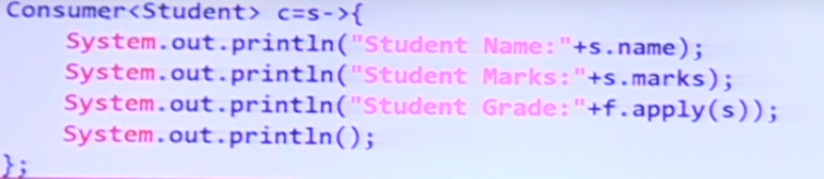 Consumer<Student> c=s->{
System.out.println("Student Name:"+s.name);
System.out.println("Student Marks:"+s.marks);
System.out.println("Student Grade:"+f.apply(s));
System.out.println();
};